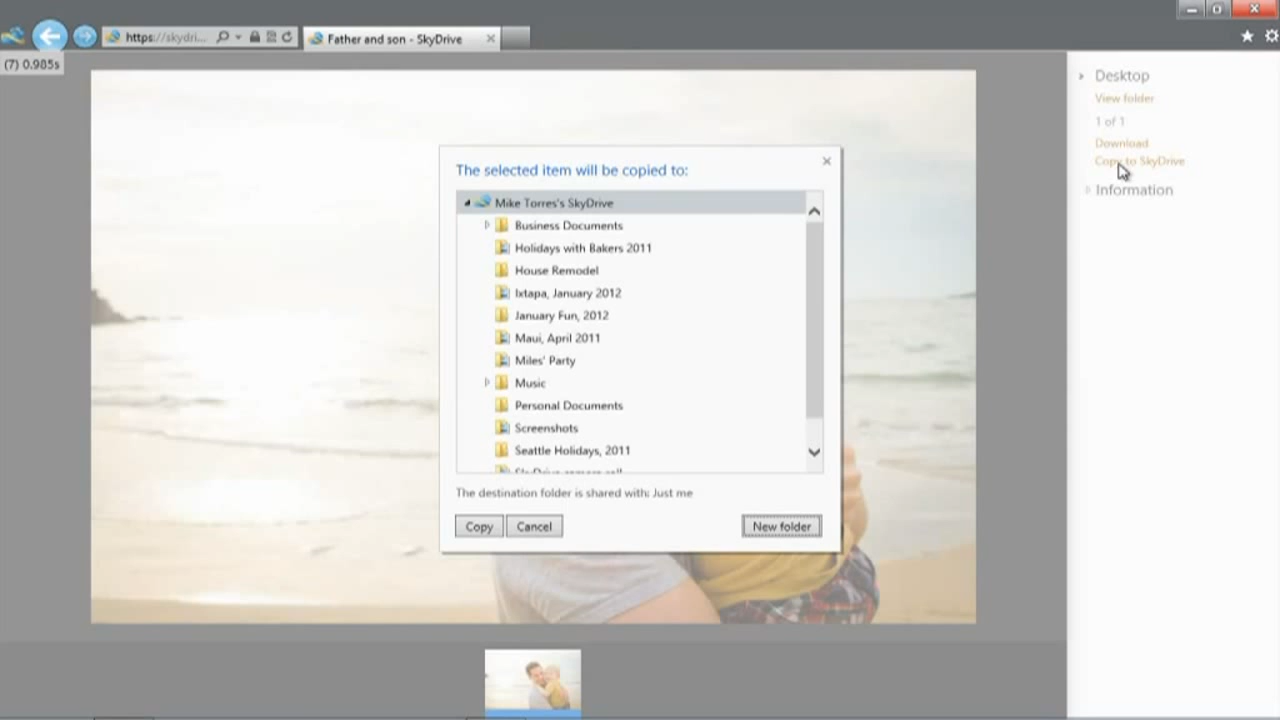 https://skydri...
Father and son - SkyDrive
(7) 0.985s
Desktop
View folder
1 of 1
Download
Copy to SkyDrive
Information
The selected item will be copied to:
Mike Torres's SkyDrive
Business Documents
Holidays with Bakers 2011
House Remodel
Ixtapa, January 2012
January Fun, 2012
Maui, April 2011
Miles' Party
Music
Personal Documents
Screenshots
Seattle Holidays, 2011
The destination folder is shared with: Just me
Copy
Cancel
New folder